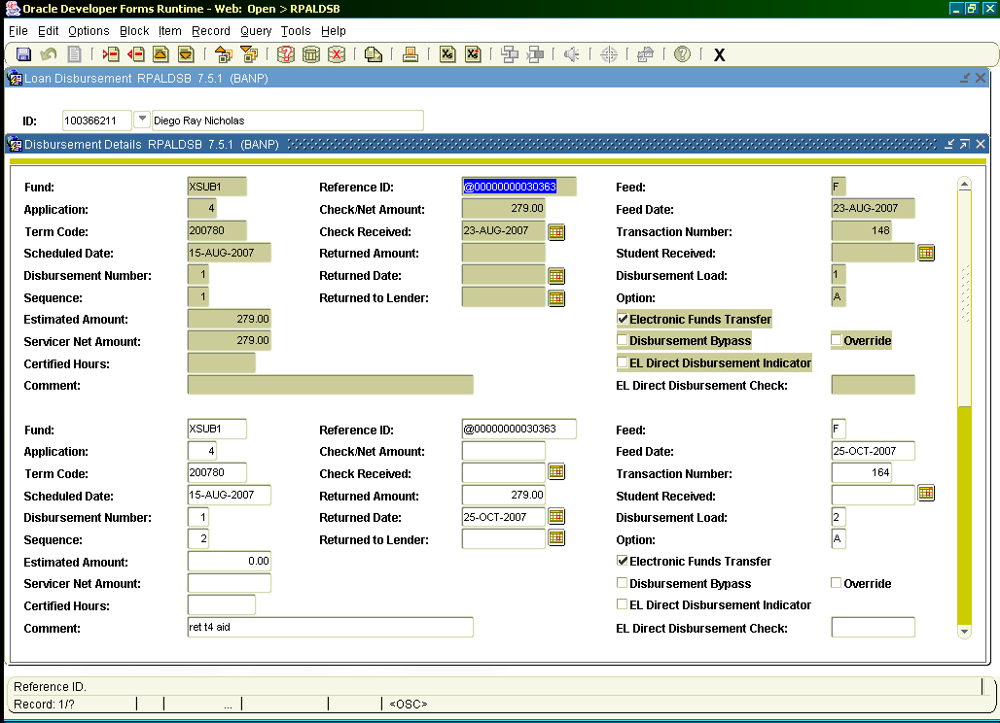 Oracle Developer Forms Runtime - Web: Open > RPALDSB
File Edit Options Block Item Record Query Tools Help
X
Loan Disbursement RPALDSB 7.5.1 (BANP)
ID: 100366211 Diego Ray Nicholas
Disbursement Details RPALDSB 7.5.1 (BANP)
Fund: XSUB1 Reference ID: @00000000030363 Feed: F
Application: 4 Check/Net Amount: 279.00 Feed Date: 23-AUG-2007
Term Code: 200780 Check Received: 23-AUG-2007 Transaction Number: 148
Scheduled Date: 15-AUG-2007 Returned Amount: Student Received:
Disbursement Number: 1 Returned Date: Disbursement Load: 1
Sequence: 1 Returned to Lender: Option: A
Estimated Amount: 279.00 Electronic Funds Transfer
Servicer Net Amount: 279.00 Disbursement Bypass Override
Certified Hours: EL Direct Disbursement Indicator
Comment: EL Direct Disbursement Check:
Fund: XSUB1 Reference ID: @00000000030363 Feed: F
Application: 4 Check/Net Amount: Feed Date: 25-OCT-2007
Term Code: 200780 Check Received: Transaction Number: 164
Scheduled Date: 15-AUG-2007 Returned Amount: 279.00 Student Received:
Disbursement Number: 1 Returned Date: 25-OCT-2007 Disbursement Load: 2
Sequence: 2 Returned to Lender: Option: A
Estimated Amount: 0.00 Electronic Funds Transfer
Servicer Net Amount: Disbursement Bypass Override
Certified Hours: EL Direct Disbursement Indicator
Comment: ret t4 aid EL Direct Disbursement Check:
Reference ID.
Record: 1/? ... <OSC>